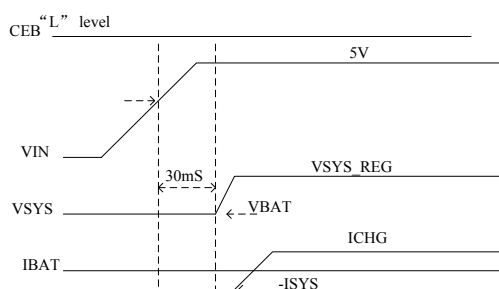 CEB “L” level
5V
VIN
30mS
VSYS_REG
VSYS
VBAT
ICHG
IBAT
-ISYS